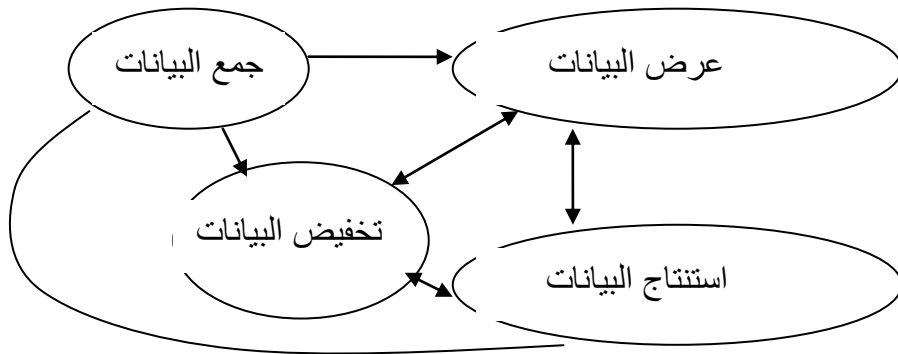 جمع البيانات
عرض البيانات
تخفيض البيانات
استنتاج البيانات